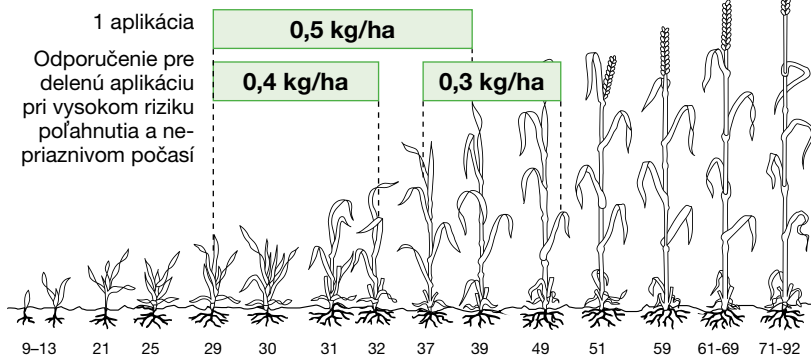 1 aplikácia
0,5 kg/ha
Odporučenie pre
delenú aplikáciu
pri vysokom riziku
poľahnutia a ne-
priaznivom počasí
0,4 kg/ha
0,3 kg/ha
9–13 21 25 29 30 31 32 37 39 49 51 59 61-69 71-92